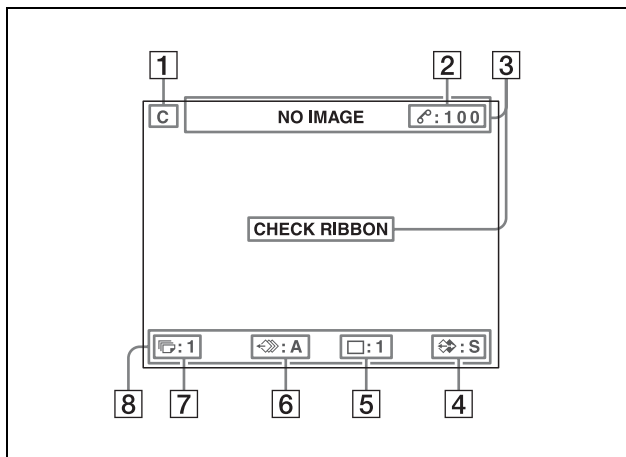 1 2 3
C NO IMAGE :100
CHECK RIBBON
:1 :A :1 :S
8 7 6 5 4